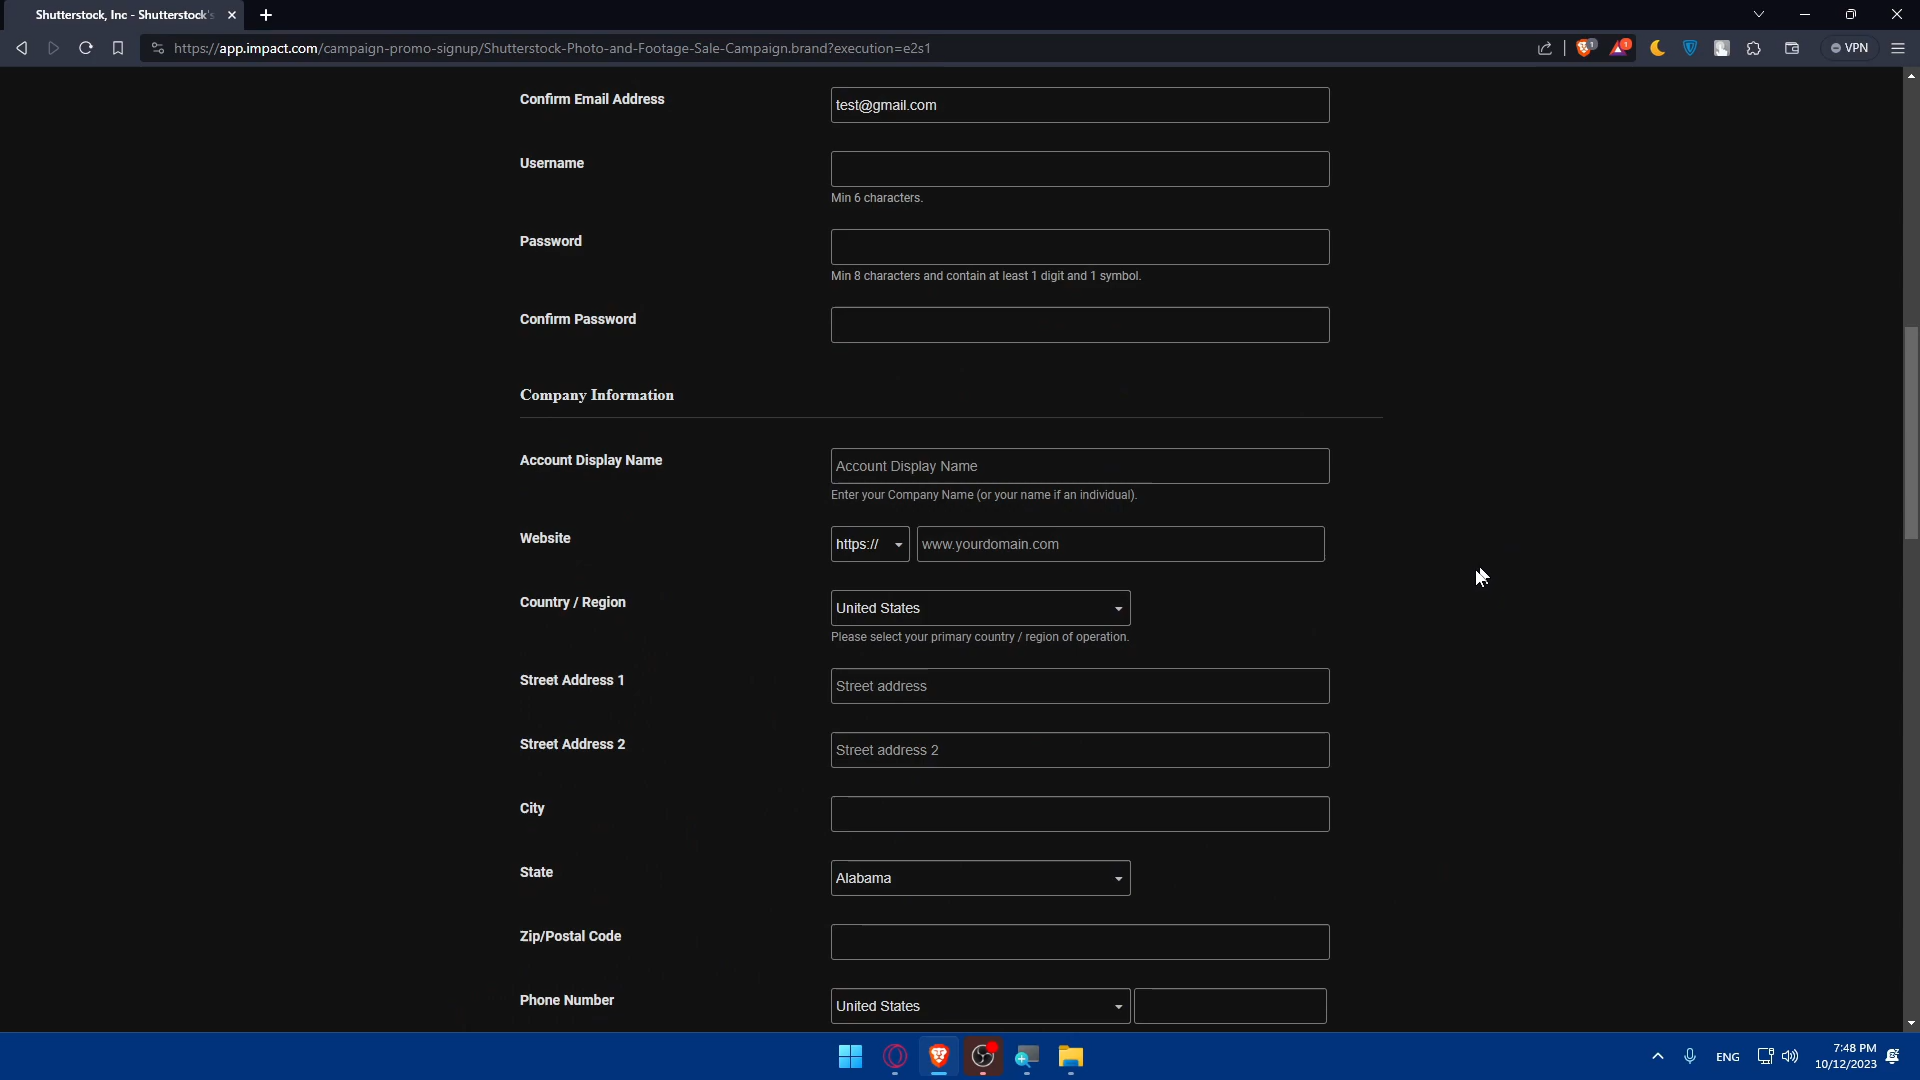 Shutterstock, Inc - Shutterstock's
https://app.impact.com/campaign-promo-signup/Shutterstock-Photo-and-Footage-Sale-Campaign.brand?execution=e2s1
1
1
VPN
Confirm Email Address
test@gmail.com
Username
Min 6 characters.
Password
Min 8 characters and contain at least 1 digit and 1 symbol.
Confirm Password
Company Information
Account Display Name
Account Display Name
Enter your Company Name (or your name if an individual).
Website
https://
www.yourdomain.com
Country / Region
United States
Please select your primary country / region of operation.
Street Address 1
Street address
Street Address 2
Street address 2
City
State
Alabama
Zip/Postal Code
Phone Number
United States
ENG
7:48 PM
10/12/2023